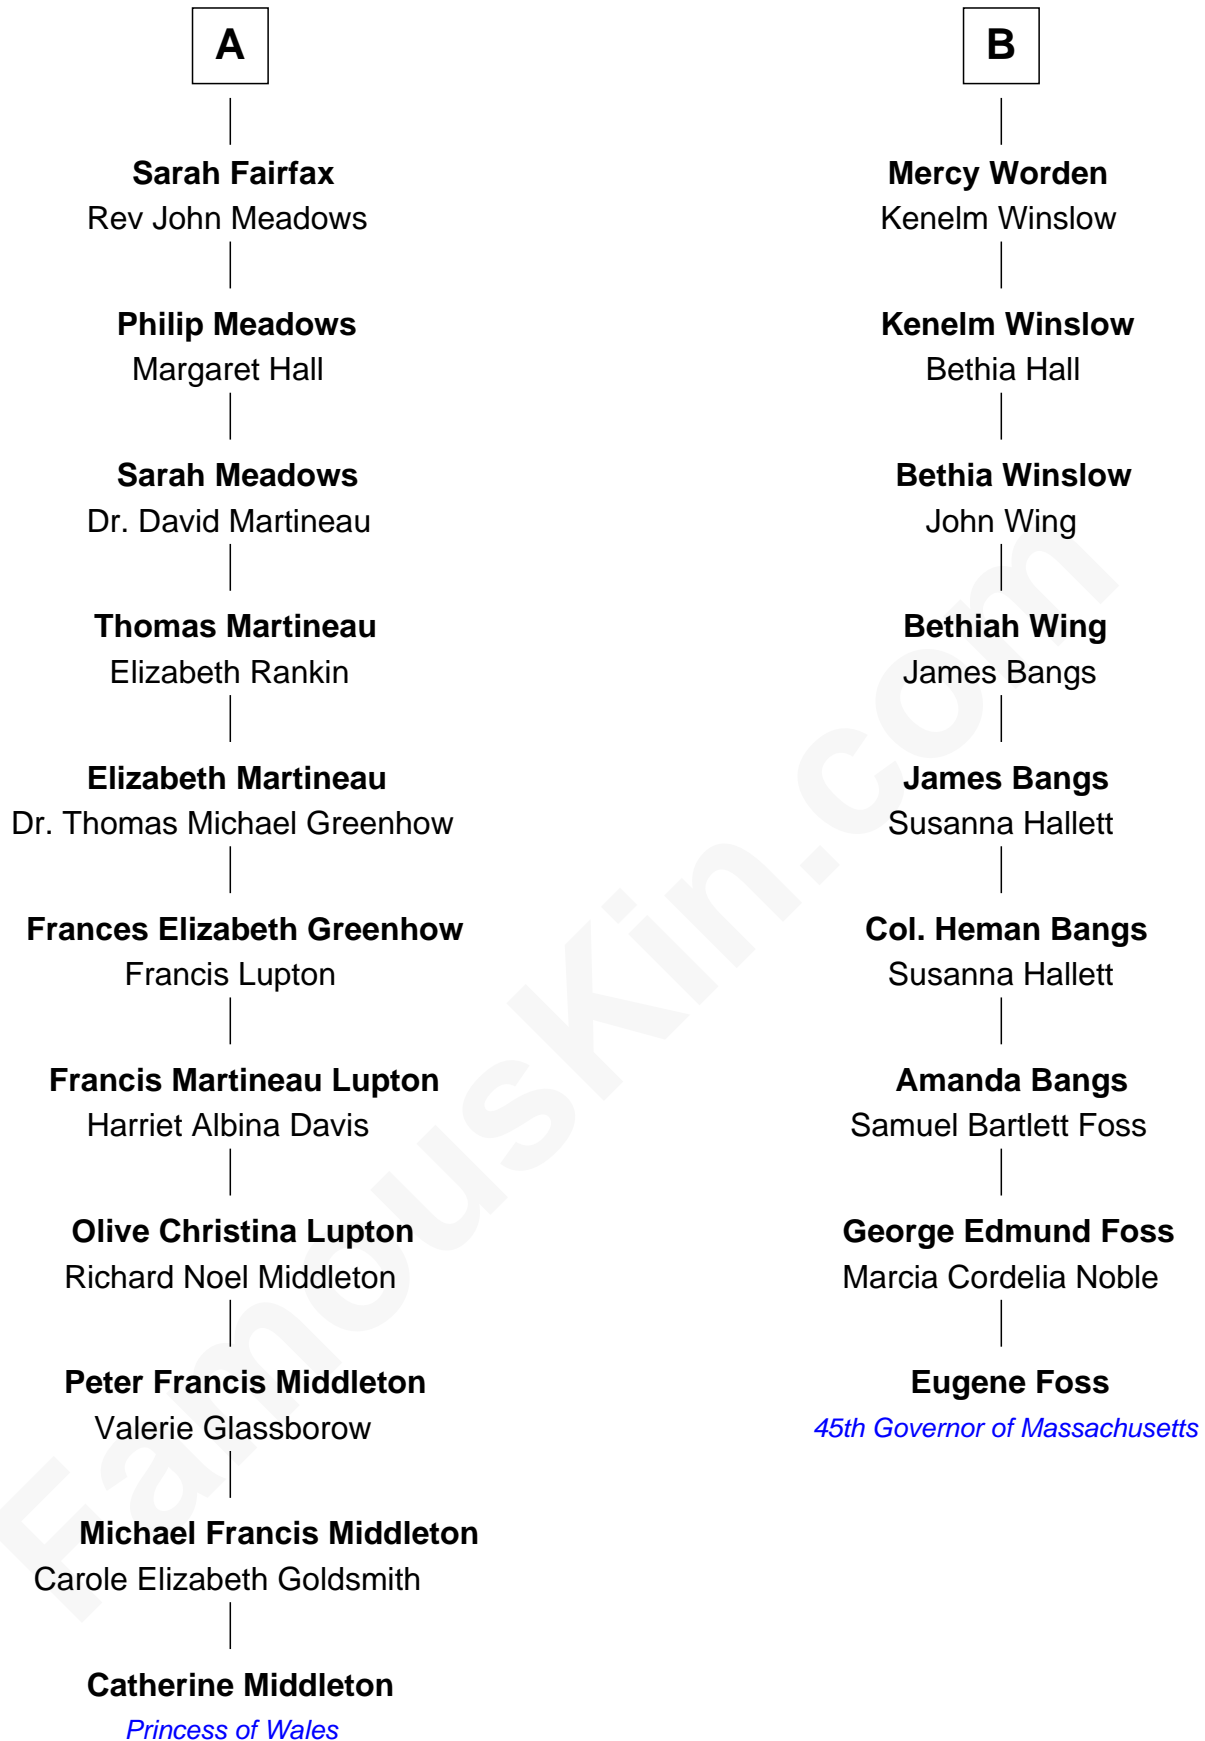 A
Sarah Fairfax
Rev John Meadows
Philip Meadows
Margaret Hall
Sarah Meadows
Dr. David Martineau
Thomas Martineau
Elizabeth Rankin
Elizabeth Martineau
Dr. Thomas Michael Greenhow
Frances Elizabeth Greenhow
Francis Lupton
Francis Martineau Lupton
Harriet Albina Davis
Olive Christina Lupton
Richard Noel Middleton
Peter Francis Middleton
Valerie Glassborow
Michael Francis Middleton
Carole Elizabeth Goldsmith
Catherine Middleton
Princess of Wales
B
Mercy Worden
Kenelm Winslow
Kenelm Winslow
Bethia Hall
Bethia Winslow
John Wing
Bethiah Wing
James Bangs
James Bangs
Susanna Hallett
Col. Heman Bangs
Susanna Hallett
Amanda Bangs
Samuel Bartlett Foss
George Edmund Foss
Marcia Cordelia Noble
Eugene Foss
45th Governor of Massachusetts
FamousKin.com